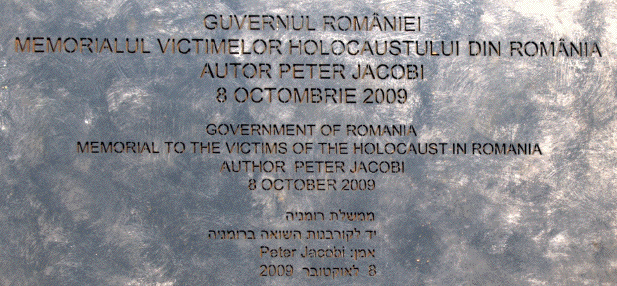 GUVERNUL ROMÂNIEI
MEMORIALUL VICTIMELOR HOLOCAUSTULUI DIN ROMÂNIA
AUTOR PETER JACOBI
8 OCTOMBRIE 2009
GOVERNMENT OF ROMANIA
MEMORIAL TO THE VICTIMS OF THE HOLOCAUST IN ROMANIA
AUTHOR PETER JACOBI
8 OCTOBER 2009
ממשלת רומניה
יד לקורבנות השואה ברומניה
אמן: Peter Jacobi
8 לאוקטובר 2009